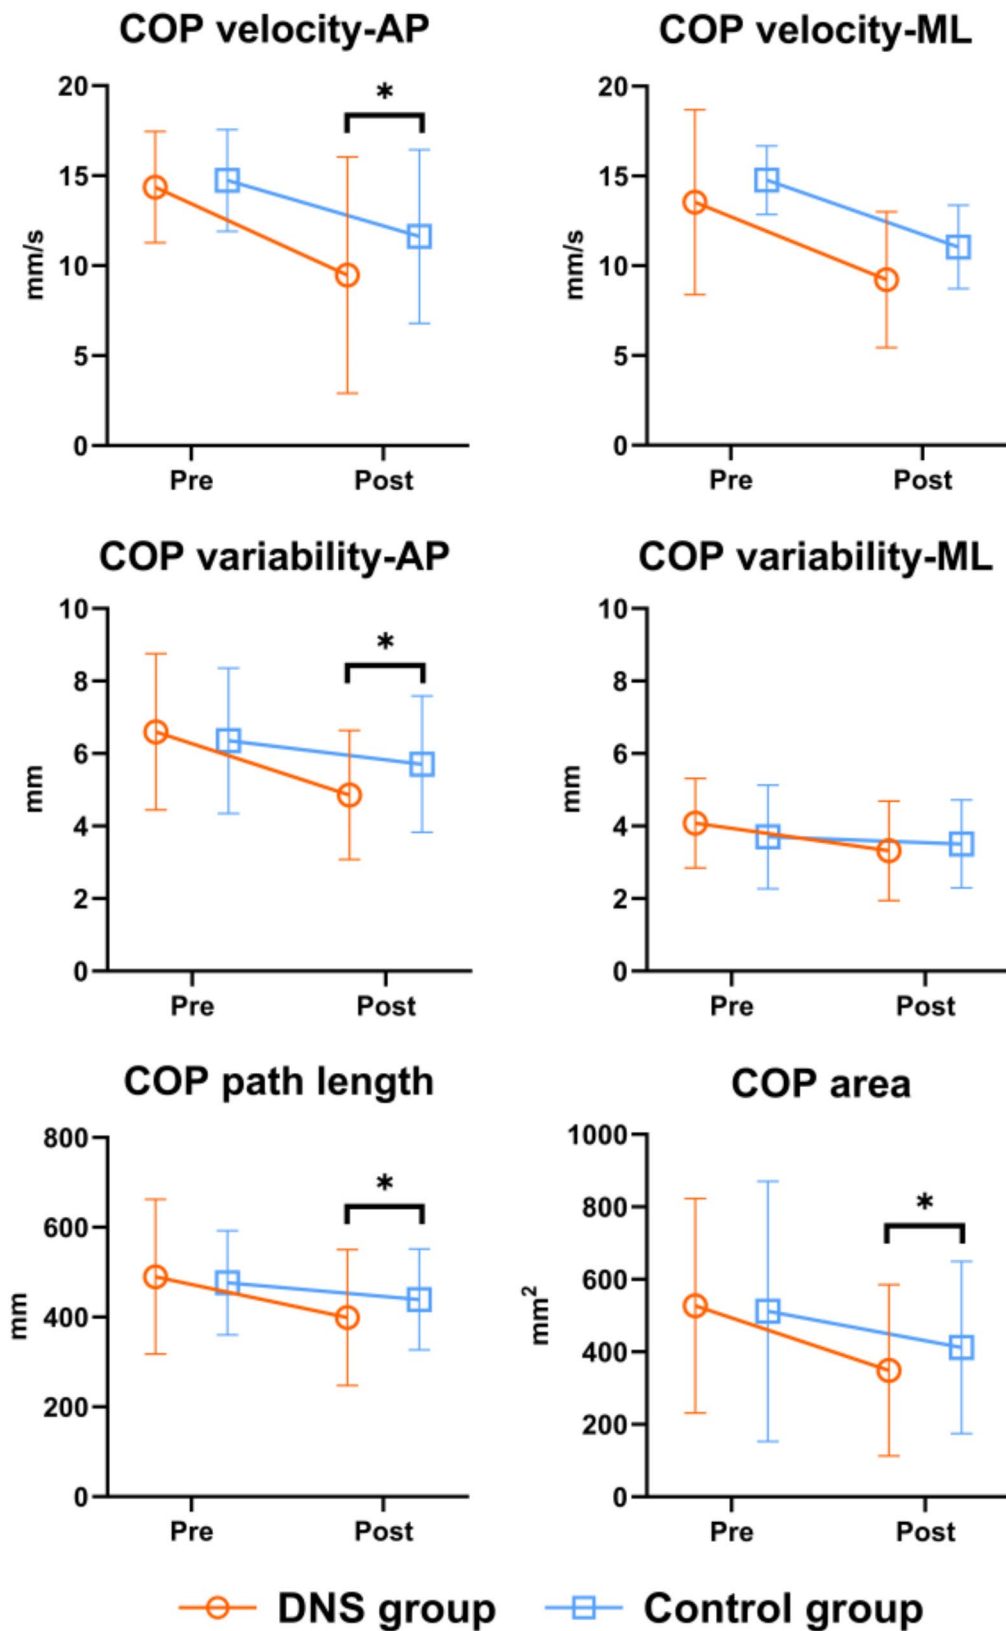 COP velocity-AP
COP velocity-ML
20
15
10
5
0
mm/s
*
Pre
Post
20
15
10
5
0
mm/s
Pre
Post
COP variability-AP
COP variability-ML
10
8
6
4
2
0
mm
*
Pre
Post
10
8
6
4
2
0
mm
Pre
Post
COP path length
COP area
800
600
400
200
0
mm
*
Pre
Post
1000
800
600
400
200
0
mm²
*
Pre
Post
DNS group
Control group